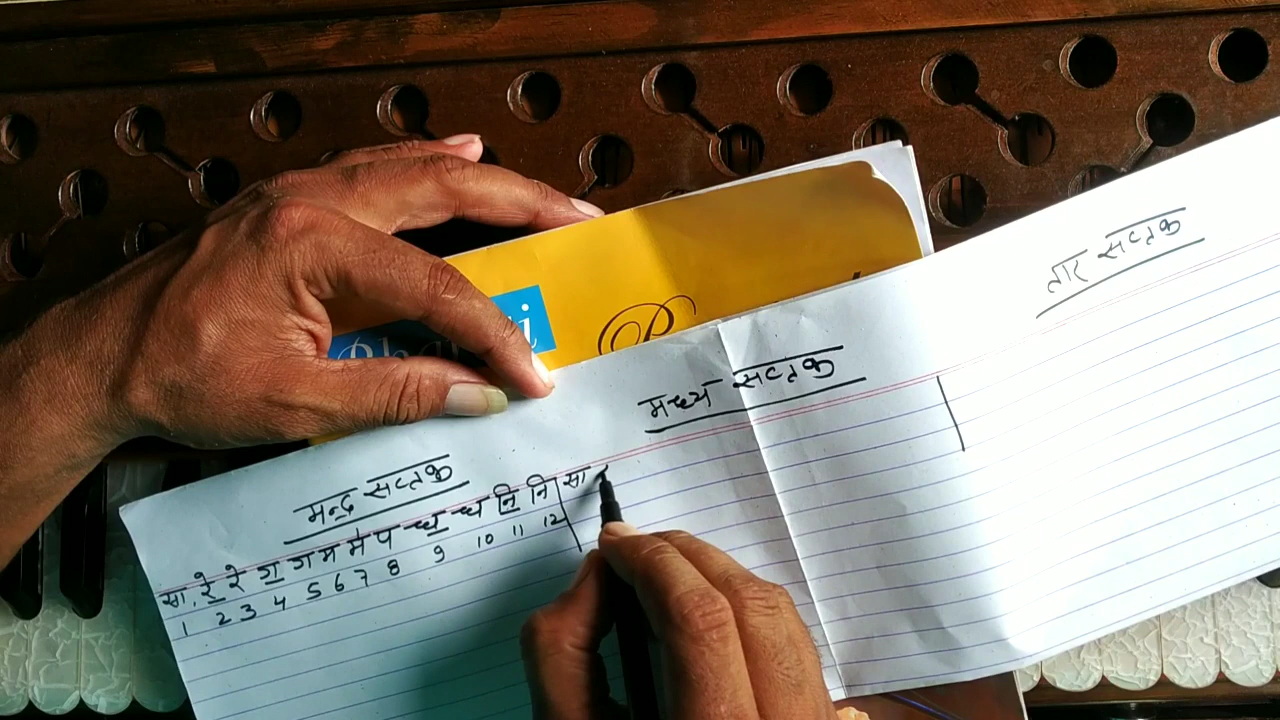 तार सप्तक
मध्य सप्तक
मन्द्र सप्तक
सा रे॒ रे ग॒ ग म मे प ध॒ ध नि॒ नि सा
1 2 3 4 5 6 7 8 9 10 11 12